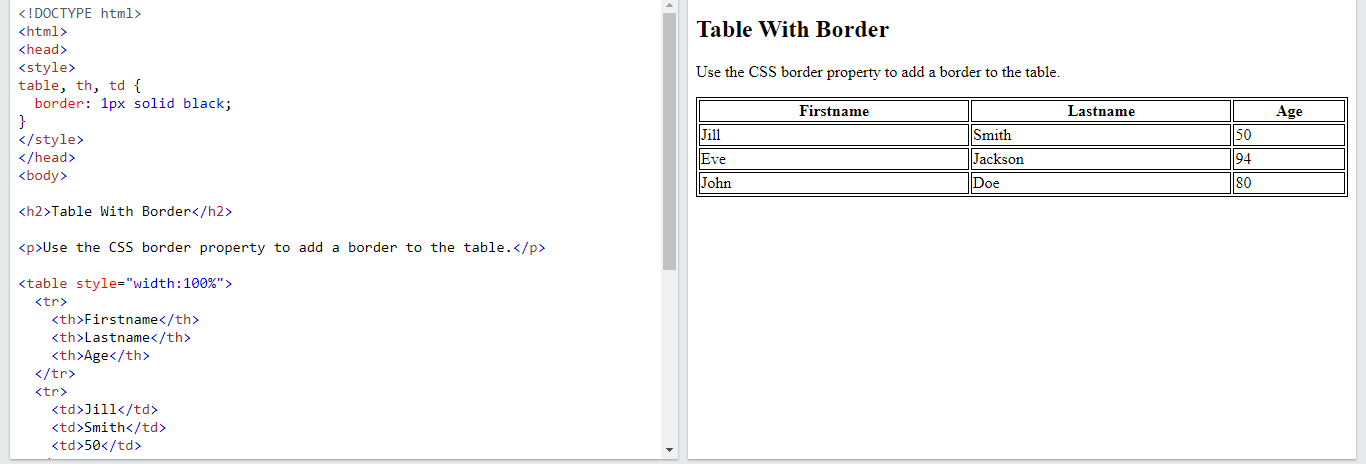 <!DOCTYPE html>
<html>
<head>
<style>
table, th, td {
  border: 1px solid black;
}
</style>
</head>
<body>

<h2>Table With Border</h2>

<p>Use the CSS border property to add a border to the table.</p>

<table style="width:100%">
  <tr>
    <th>Firstname</th>
    <th>Lastname</th>
    <th>Age</th>
  </tr>
  <tr>
    <td>Jill</td>
    <td>Smith</td>
    <td>50</td>
Table With Border
Use the CSS border property to add a border to the table.
Firstname Lastname Age
Jill Smith 50
Eve Jackson 94
John Doe 80